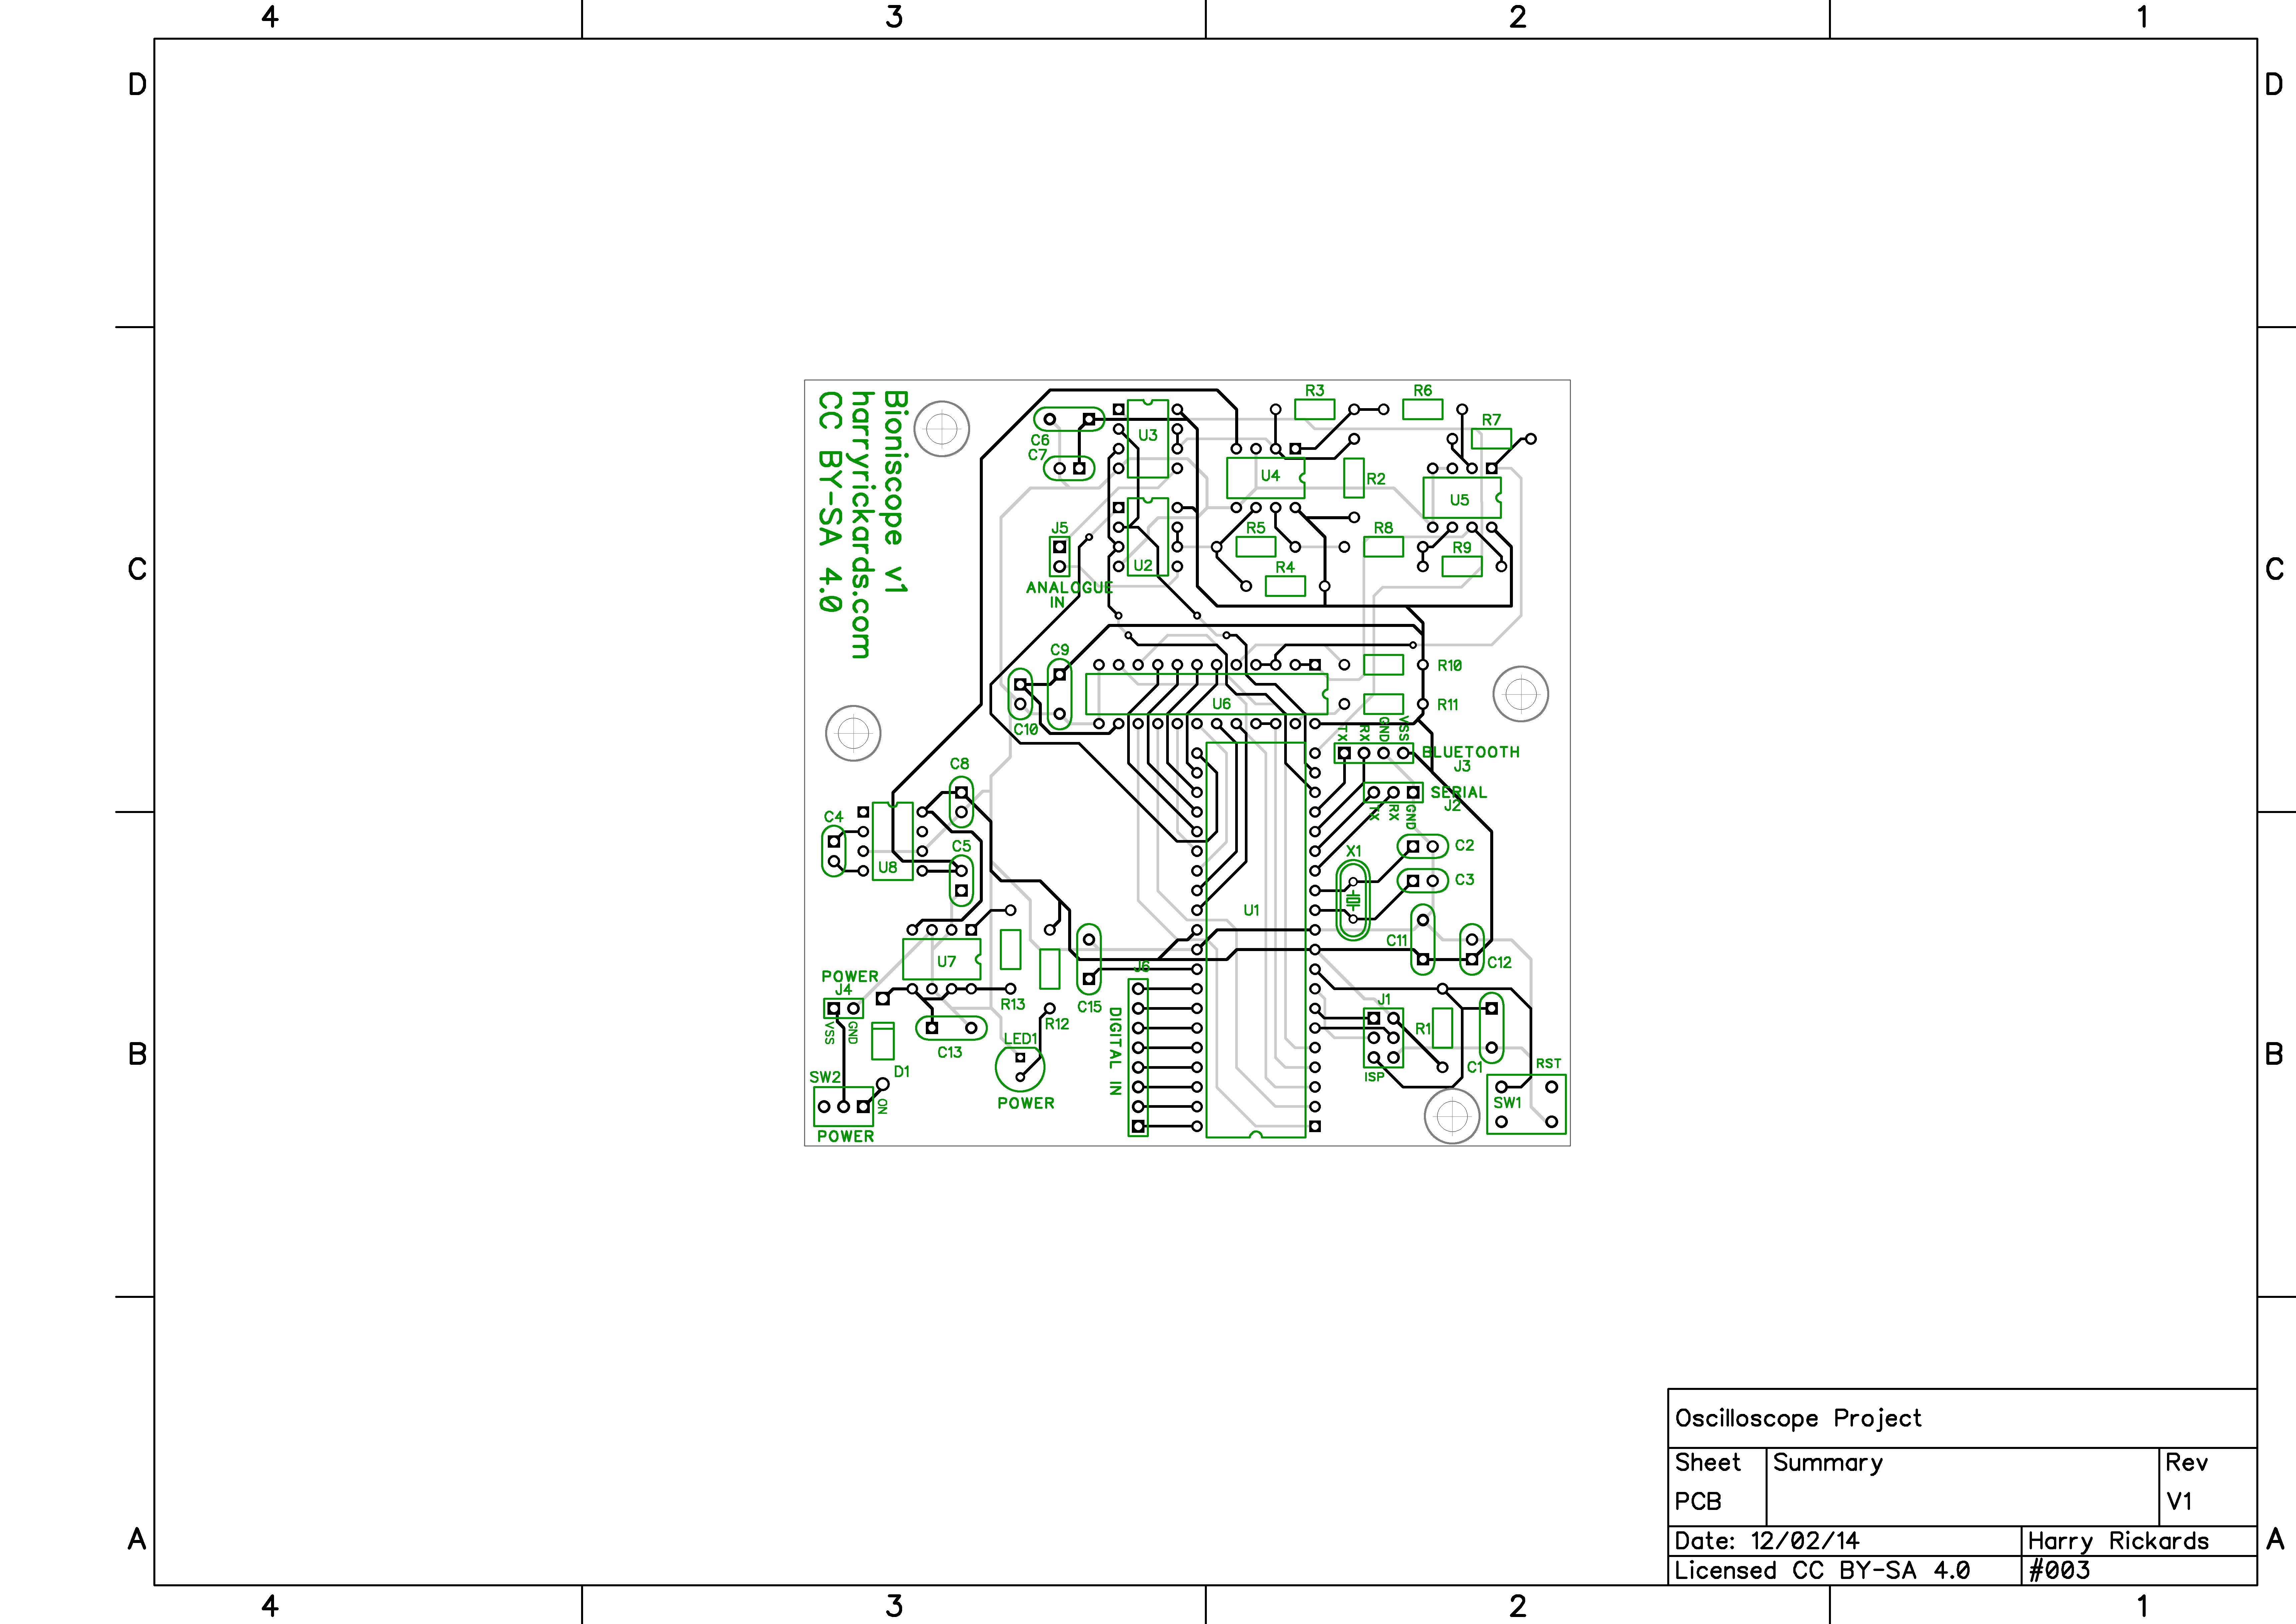 4 3 2 1
D D
Bioniscope v1
harryrickards.com
CC BY-SA 4.0
R3 R6
R7
C6
U3
C7
U4
R2
U5
J5
R5 R8
R9
U2
R4
C C
ANALOGUE
IN
C9
R10
U6
R11
C10
TX RX GND VSS
BLUETOOTH
J3
C8
SERIAL
J2
TX RX GND
C4
C5
X1
C2
U8
C3
U1
C11
U7
C12
J6
POWER
J4
R13
C15
J1
VSS GND
R12
DIGITAL IN
R1
LED1
C13
B B
C1
RST
D1
SW2
ISP
ON
POWER
SW1
POWER
Oscilloscope Project
Sheet Summary Rev
PCB V1
Date: 12/02/14 Harry Rickards
Licensed CC BY-SA 4.0 #003
A A
4 3 2 1